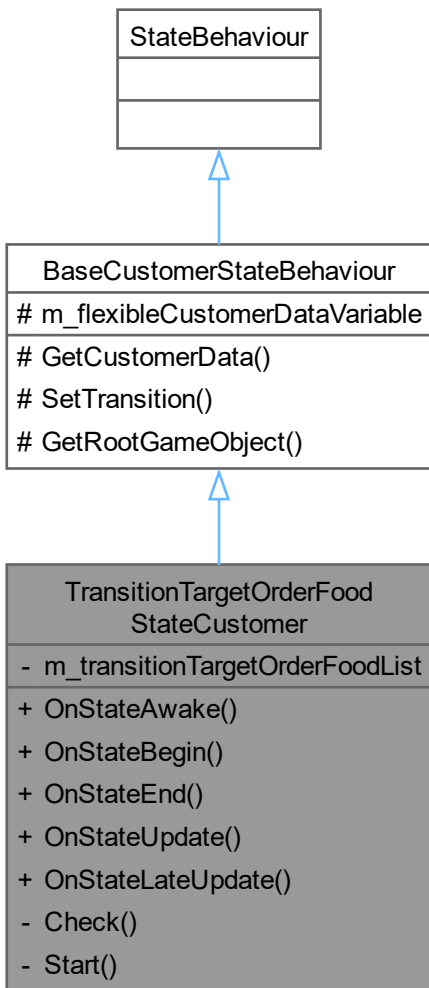 StateBehaviour
BaseCustomerStateBehaviour
# m_flexibleCustomerDataVariable
# GetCustomerData()
# SetTransition()
# GetRootGameObject()
TransitionTargetOrderFood
StateCustomer
- m_transitionTargetOrderFoodList
+ OnStateAwake()
+ OnStateBegin()
+ OnStateEnd()
+ OnStateUpdate()
+ OnStateLateUpdate()
- Check()
- Start()